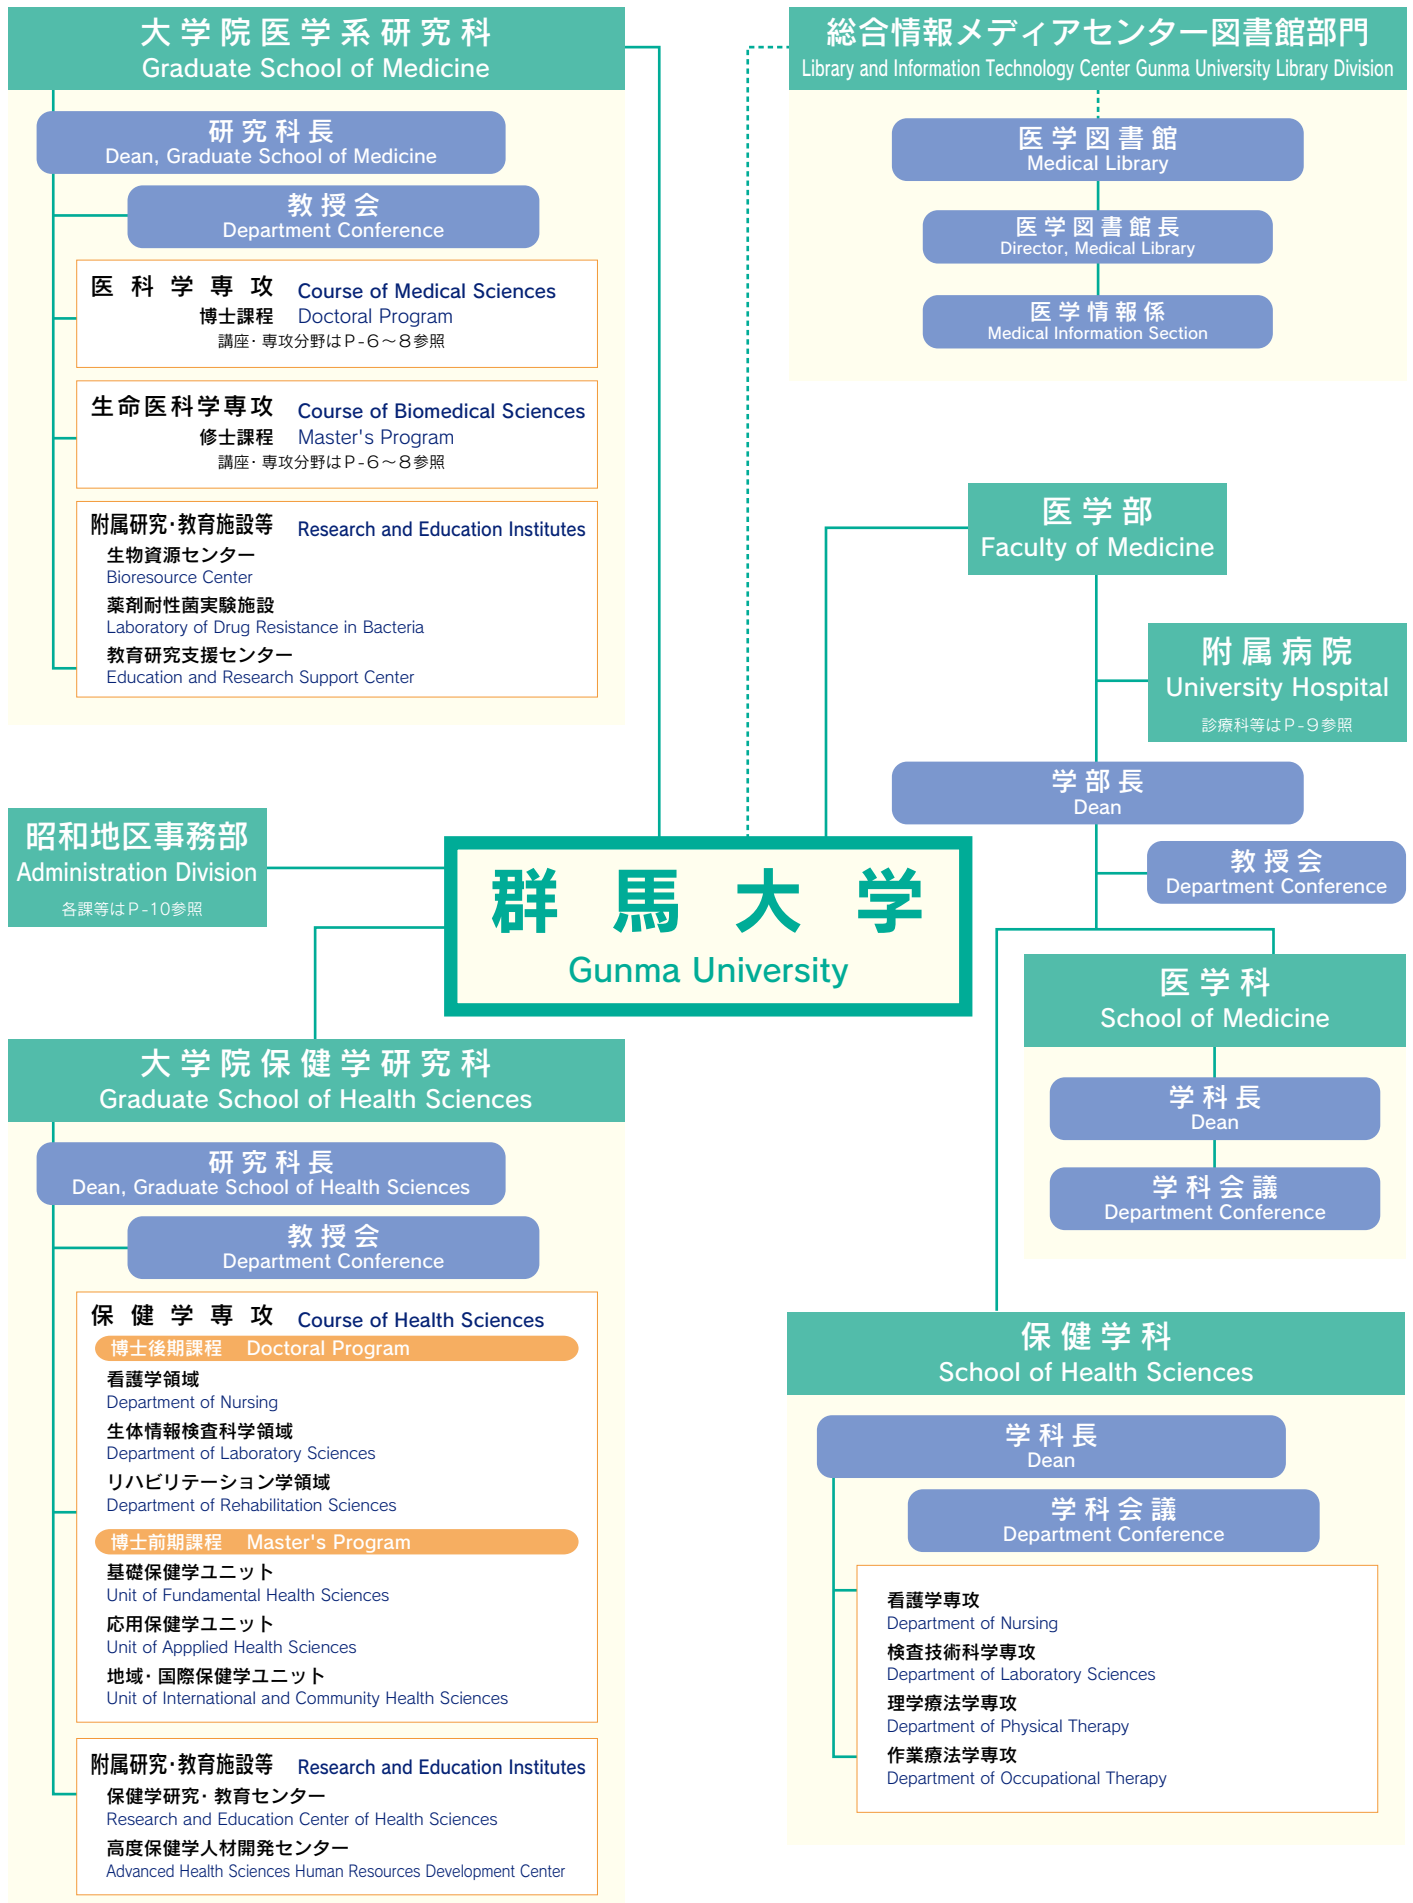 大学院医学系研究科
Graduate School of Medicine
研究科長
Dean, Graduate School of Medicine
教授会
Department Conference
医科学専攻 Course of Medical Sciences
博士課程 Doctoral Program
講座・専攻分野はP-6～8参照
生命医科学専攻 Course of Biomedical Sciences
修士課程 Master's Program
講座・専攻分野はP-6～8参照
附属研究・教育施設等 Research and Education Institutes
生物資源センター
Bioresource Center
薬剤耐性菌実験施設
Laboratory of Drug Resistance in Bacteria
教育研究支援センター
Education and Research Support Center
総合情報メディアセンター図書館部門
Library and Information Technology Center Gunma University Library Division
医学図書館
Medical Library
医学図書館長
Director, Medical Library
医学情報係
Medical Information Section
医学部
Faculty of Medicine
附属病院
University Hospital
診療科等はP-9参照
学部長
Dean
教授会
Department Conference
昭和地区事務部
Administration Division
各課等はP-10参照
群馬大学
Gunma University
医学科
School of Medicine
学科長
Dean
学科会議
Department Conference
大学院保健学研究科
Graduate School of Health Sciences
研究科長
Dean, Graduate School of Health Sciences
教授会
Department Conference
保健学専攻 Course of Health Sciences
博士後期課程 Doctoral Program
看護学領域
Department of Nursing
生体情報検査科学領域
Department of Laboratory Sciences
リハビリテーション学領域
Department of Rehabilitation Sciences
博士前期課程 Master's Program
基礎保健学ユニット
Unit of Fundamental Health Sciences
応用保健学ユニット
Unit of Appplied Health Sciences
地域・国際保健学ユニット
Unit of International and Community Health Sciences
附属研究・教育施設等 Research and Education Institutes
保健学研究・教育センター
Research and Education Center of Health Sciences
高度保健学人材開発センター
Advanced Health Sciences Human Resources Development Center
保健学科
School of Health Sciences
学科長
Dean
学科会議
Department Conference
看護学専攻
Department of Nursing
検査技術科学専攻
Department of Laboratory Sciences
理学療法学専攻
Department of Physical Therapy
作業療法学専攻
Department of Occupational Therapy